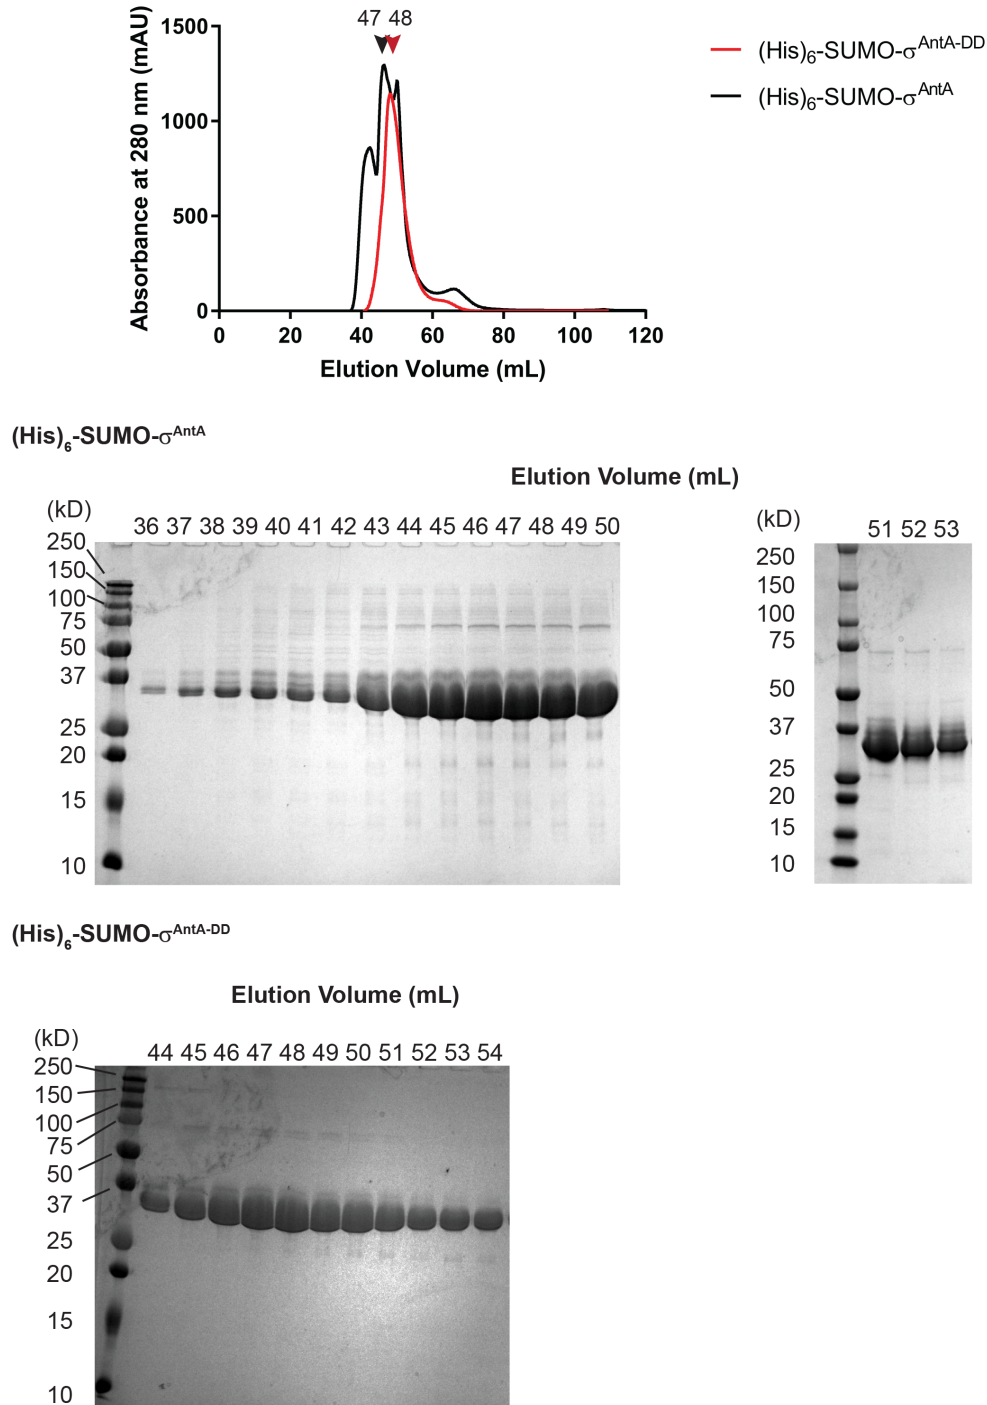 47 48
1500
1000
500
0
Absorbance at 280 nm (mAU)
0 20 40 60 80 100 120
Elution Volume (mL)
(His)6-SUMO-σAntA-DD
(His)6-SUMO-σAntA
(His)6-SUMO-σAntA
Elution Volume (mL)
(kD)
36 37 38 39 40 41 42 43 44 45 46 47 48 49 50
250
150
100
75
50
37
25
20
15
10
(kD)
51 52 53
250
150
100
75
50
37
25
20
15
10
(His)6-SUMO-σAntA-DD
Elution Volume (mL)
(kD)
44 45 46 47 48 49 50 51 52 53 54
250
150
100
75
50
37
25
20
15
10